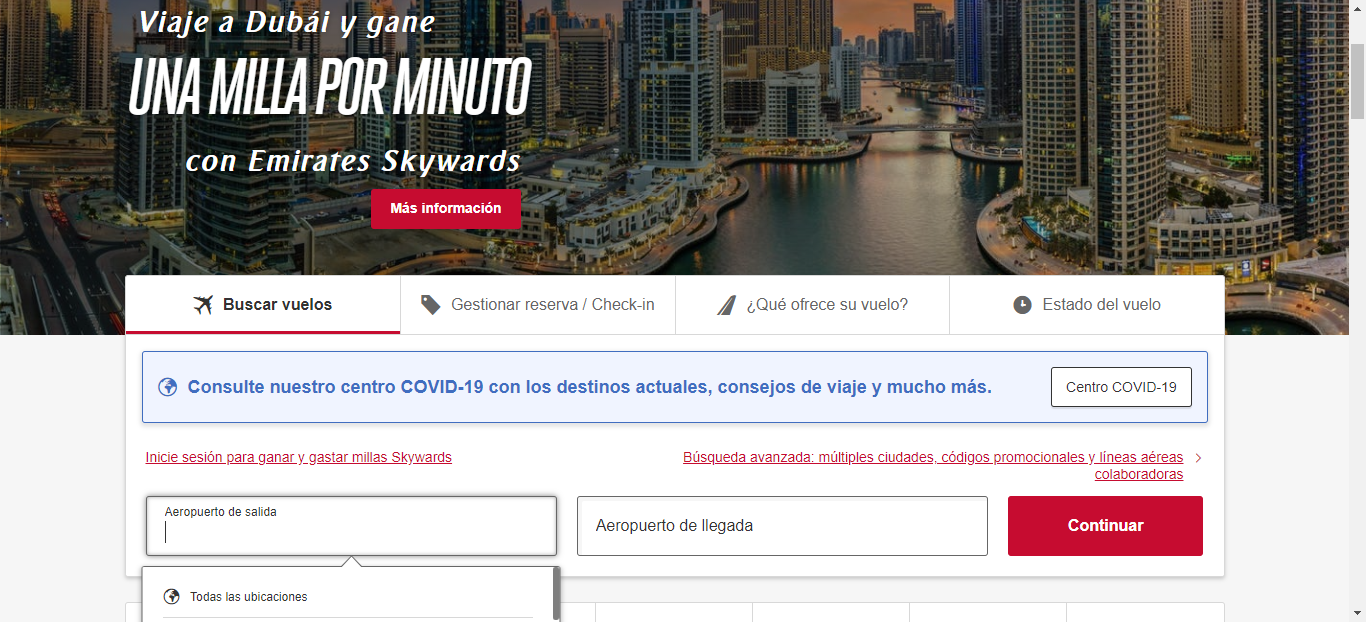 Viaje a Dubái y gane
UNA MILLA POR MINUTO
con Emirates Skywards
Más información
Buscar vuelos
Gestionar reserva / Check-in
¿Qué ofrece su vuelo?
Estado del vuelo
Consulte nuestro centro COVID-19 con los destinos actuales, consejos de viaje y mucho más.
Centro COVID-19
Inicie sesión para ganar y gastar millas Skywards
Búsqueda avanzada: múltiples ciudades, códigos promocionales y líneas aéreas
colaboradoras
Aeropuerto de salida
Aeropuerto de llegada
Continuar
Todas las ubicaciones